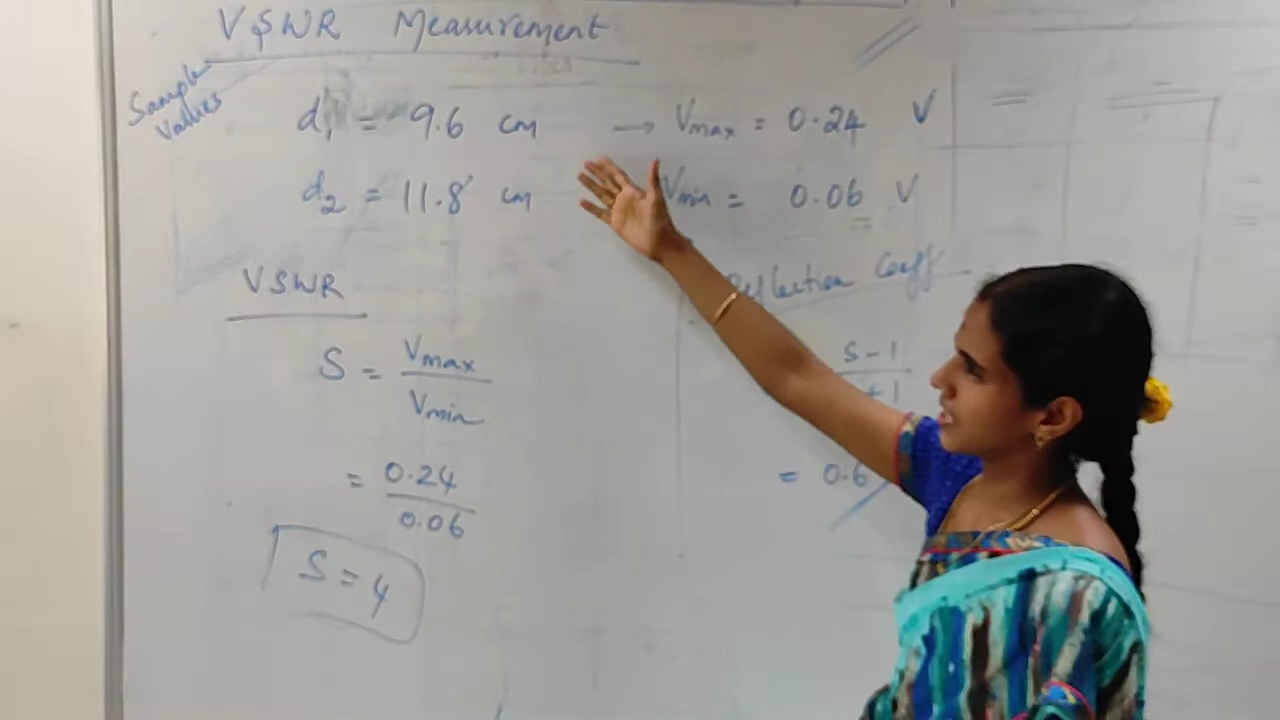 VSWR Measurement
Sample
Values
d₁ = 9.6 cm → Vmax = 0.24 V
d₂ = 11.8 cm Vmin = 0.06 V
VSWR
S = Vmax / Vmin
= 0.24 / 0.06
S = 4
Reflection Coeff
S - 1
+ 1
= 0.6